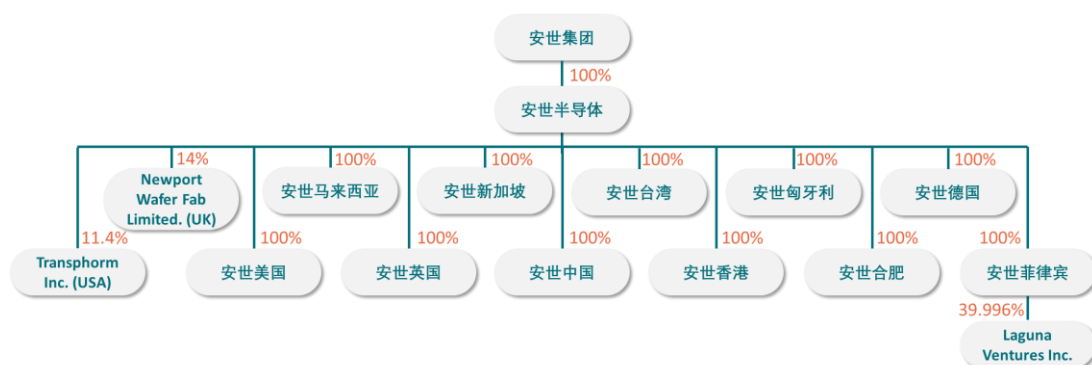 安世集团
100%
安世半导体
14%
100%
100%
100%
100%
100%
Newport
Wafer Fab
Limited. (UK)
安世马来西亚
安世新加坡
安世台湾
安世匈牙利
安世德国
11.4%
100%
100%
100%
100%
100%
100%
Transphorm
Inc. (USA)
安世美国
安世英国
安世中国
安世香港
安世合肥
安世菲律宾
39.996%
Laguna
Ventures Inc.